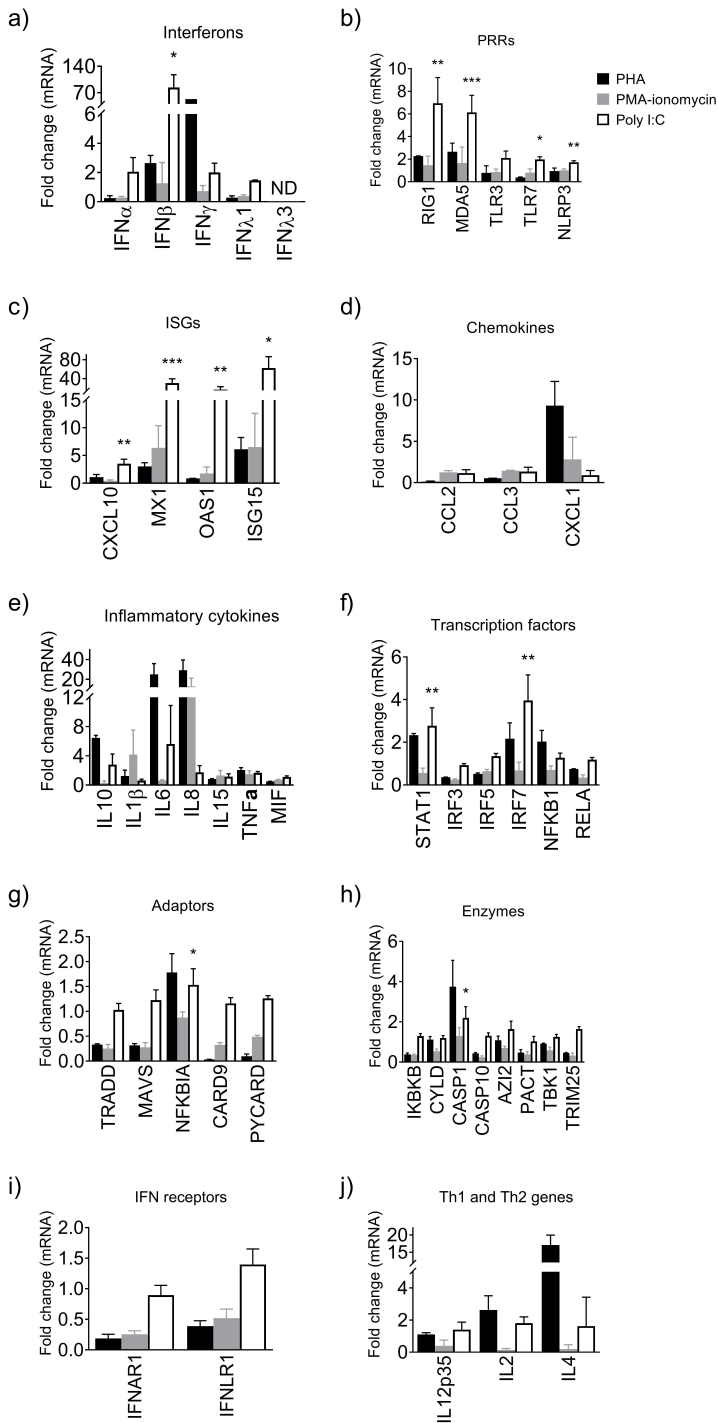 a)
Interferons
Fold change (mRNA)
140
70
6
4
2
0
*
ND
IFNα
IFNβ
IFNγ
IFNλ1
IFNλ3
b)
PRRs
Fold change (mRNA)
10
8
6
4
2
0
**
***
*
**
RIG1
MDA5
TLR3
TLR7
NLRP3
PHA
PMA-ionomycin
Poly I:C
c)
ISGs
Fold change (mRNA)
80
40
15
10
5
0
**
***
**
*
CXCL10
MX1
OAS1
ISG15
d)
Chemokines
Fold change (mRNA)
15
10
5
0
CCL2
CCL3
CXCL1
e)
Inflammatory cytokines
Fold change (mRNA)
40
20
12
8
4
0
IL10
IL1β
IL6
IL8
IL15
TNFa
MIF
f)
Transcription factors
Fold change (mRNA)
6
4
2
0
**
**
STAT1
IRF3
IRF5
IRF7
NFKB1
RELA
g)
Adaptors
Fold change (mRNA)
2.5
2.0
1.5
1.0
0.5
0.0
*
TRADD
MAVS
NFKBIA
CARD9
PYCARD
h)
Enzymes
Fold change (mRNA)
6
4
2
0
*
IKBKB
CYLD
CASP1
CASP10
AZI2
PACT
TBK1
TRIM25
i)
IFN receptors
Fold change (mRNA)
2.0
1.5
1.0
0.5
0.0
IFNAR1
IFNLR1
j)
Th1 and Th2 genes
Fold change (mRNA)
20
15
4
2
0
IL12p35
IL2
IL4